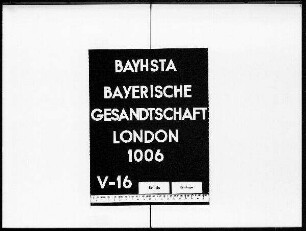 BAYHSTA
BAYERISCHE
GESANDTSCHAFT
LONDON
1006
V-16